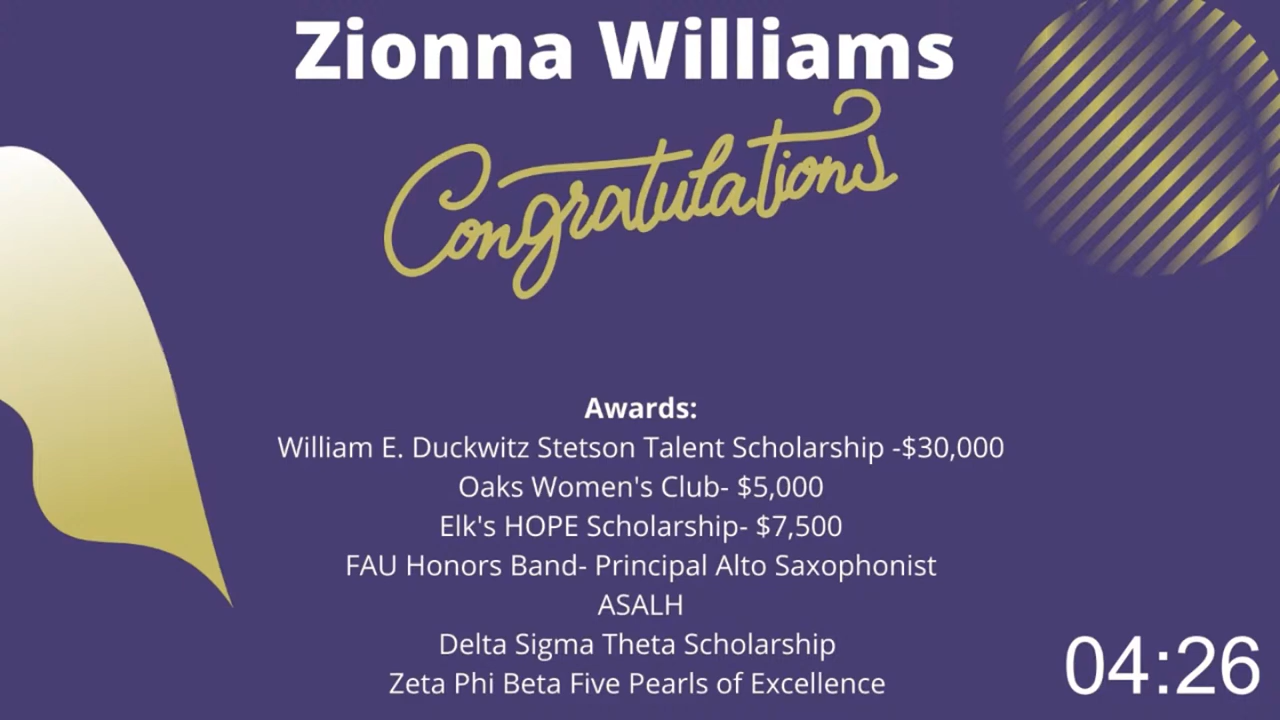 Zionna Williams
Congratulations
Awards:
William E. Duckwitz Stetson Talent Scholarship -$30,000
Oaks Women's Club- $5,000
Elk's HOPE Scholarship- $7,500
FAU Honors Band- Principal Alto Saxophonist
ASALH
Delta Sigma Theta Scholarship
Zeta Phi Beta Five Pearls of Excellence
04:26